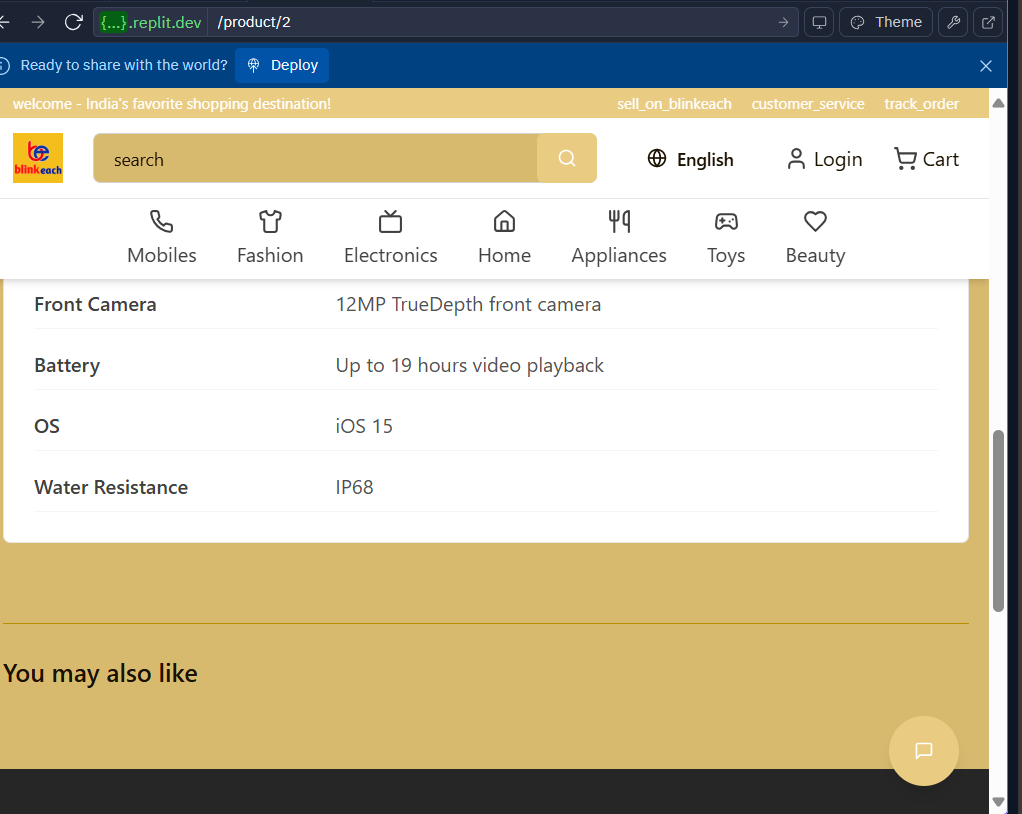 {...}.replit.dev /product/2 Theme
Ready to share with the world? Deploy
welcome - India's favorite shopping destination! sell_on_blinkeach customer_service track_order
be
blinkeach
search English Login Cart
Mobiles Fashion Electronics Home Appliances Toys Beauty
Front Camera 12MP TrueDepth front camera
Battery Up to 19 hours video playback
OS iOS 15
Water Resistance IP68
You may also like